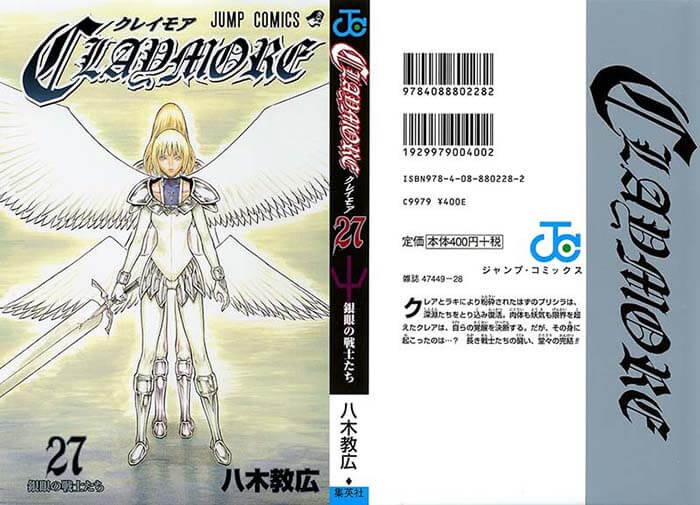 クレイモア
JUMP COMICS
CLAYMORE
27
銀眼の戦士たち
八木教広
CLAYMORE
クレイモア
27
銀眼の戦士たち
八木教広
集英社
9784088802282
1929979004002
ISBN978-4-08-880228-2
C9979 ¥400E
定価 本体400円+税
ジャンプ・コミックス
雑誌 47449-28
クレアとラキにより粉砕されたはずのプリシラは、
深淵たちをとり込み復活。肉体も妖気も限界を超
えたクレアは、自らの覚醒を決断する。だが、その身に
起こったのは…? 長き戦士たちの闘い、堂々の完結!!
CLAYMORE